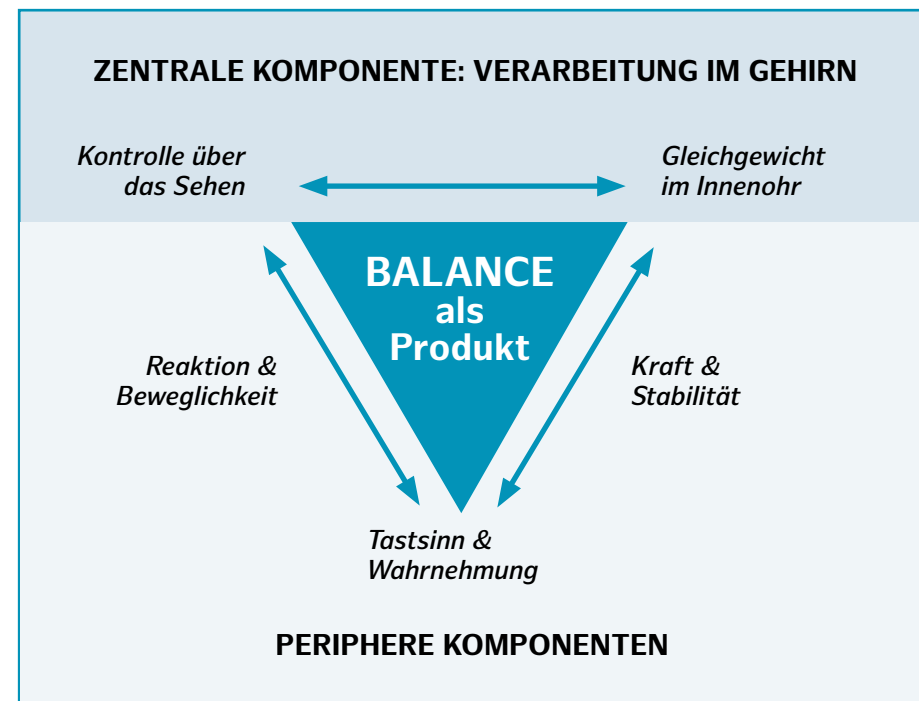 ZENTRALE KOMPONENTE: VERARBEITUNG IM GEHIRN
Kontrolle über
das Sehen
Gleichgewicht
im Innenohr
BALANCE
als
Produkt
Reaktion &
Beweglichkeit
Kraft &
Stabilität
Tastsinn &
Wahrnehmung
PERIPHERE KOMPONENTEN